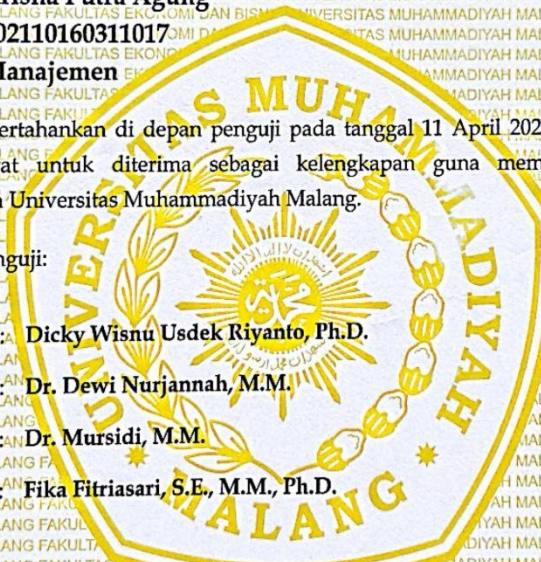 Putra Agung
02110160311017
Manajemen
ertahankan di depan penguji pada tanggal 11 April 202
at untuk diterima sebagai kelengkapan guna mem
Universitas Muhammadiyah Malang.
nguji:
: Dicky Wisnu Usdek Riyanto, Ph.D.
: Dr. Dewi Nurjannah, M.M.
: Dr. Mursidi, M.M.
: Fika Fitriasari, S.E., M.M., Ph.D.
UNIVERSITAS MUHAMMADIYAH
MALANG